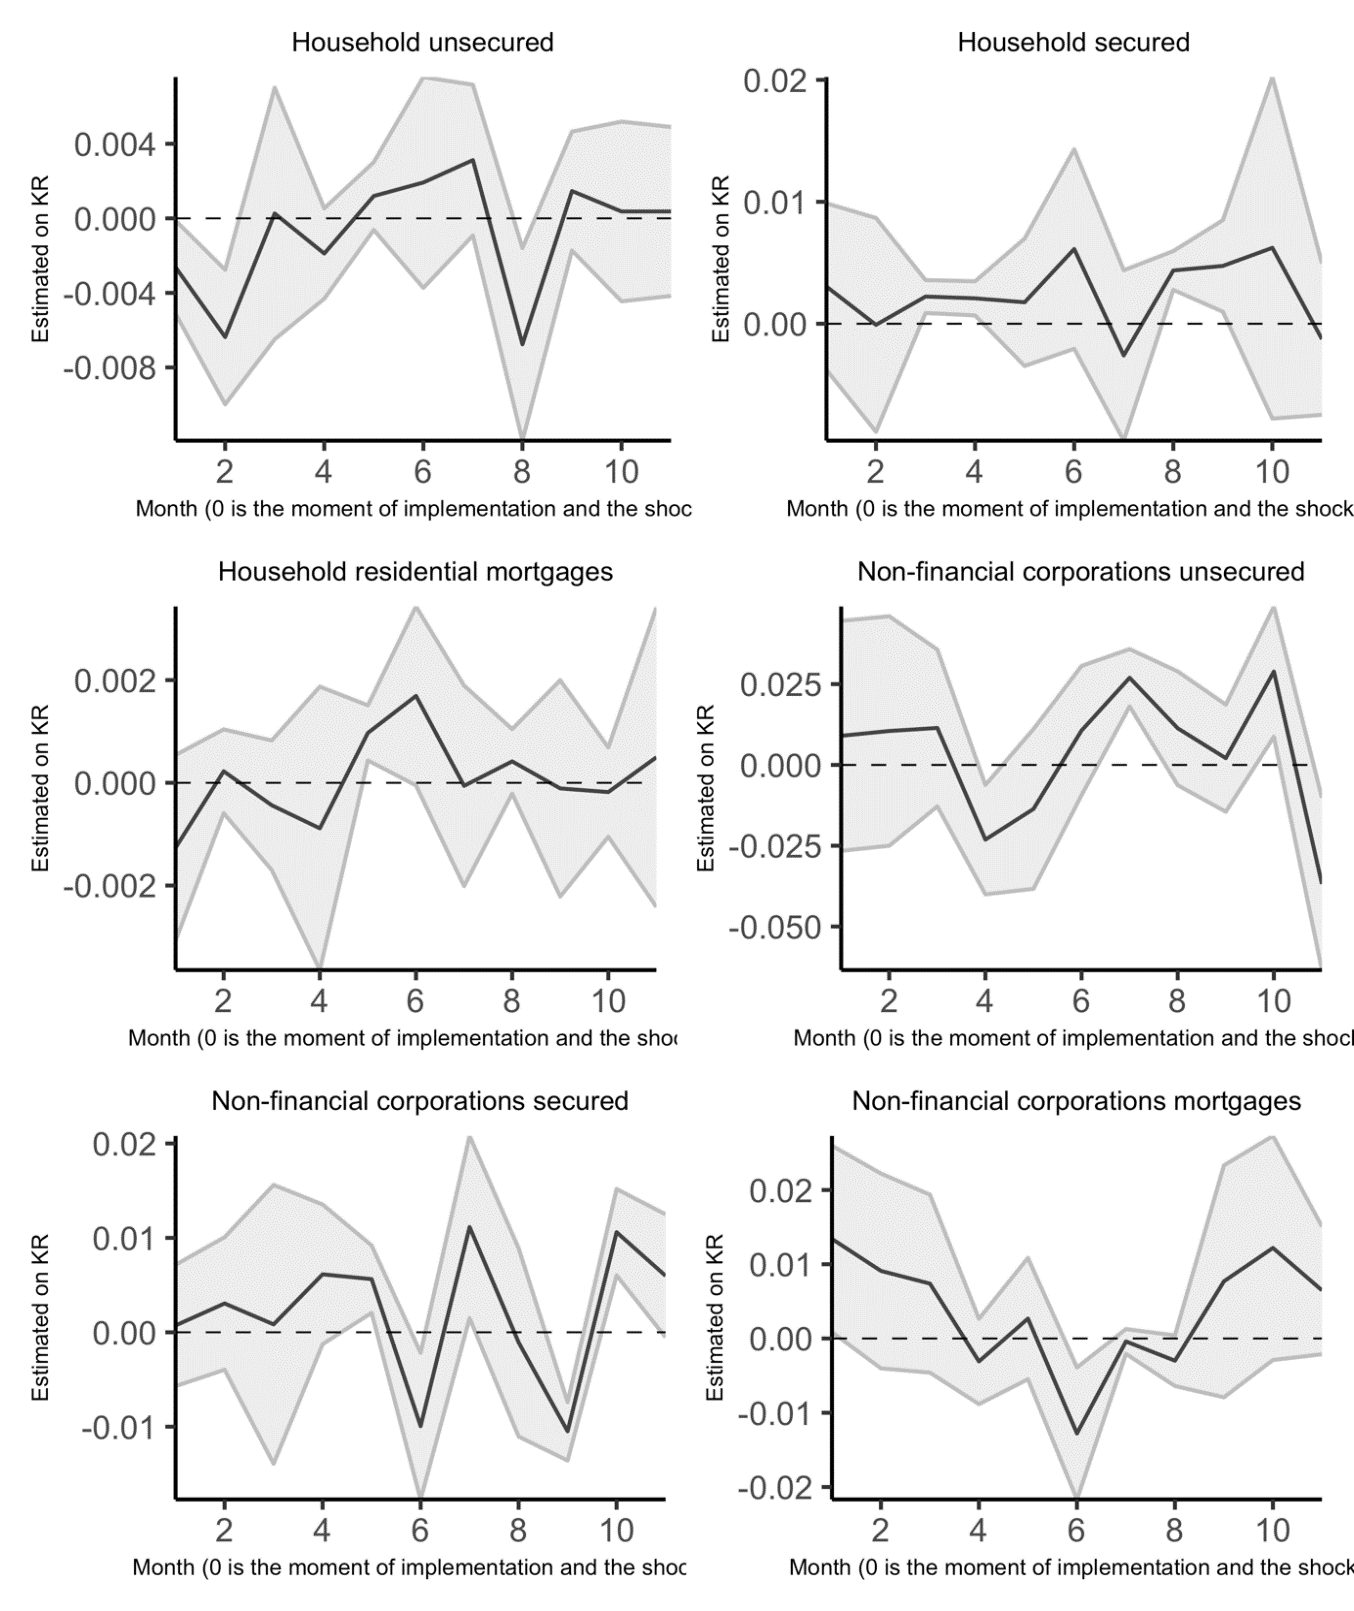 Household unsecured
Estimated on KR
0.004
0.000
-0.004
-0.008
2 4 6 8 10
Month (0 is the moment of implementation and the shoc
Household secured
Estimated on KR
0.02
0.01
0.00
2 4 6 8 10
Month (0 is the moment of implementation and the shock
Household residential mortgages
Estimated on KR
0.002
0.000
-0.002
2 4 6 8 10
Month (0 is the moment of implementation and the shoc
Non-financial corporations unsecured
Estimated on KR
0.025
0.000
-0.025
-0.050
2 4 6 8 10
Month (0 is the moment of implementation and the shock
Non-financial corporations secured
Estimated on KR
0.02
0.01
0.00
-0.01
2 4 6 8 10
Month (0 is the moment of implementation and the shoc
Non-financial corporations mortgages
Estimated on KR
0.02
0.01
0.00
-0.01
-0.02
2 4 6 8 10
Month (0 is the moment of implementation and the shock